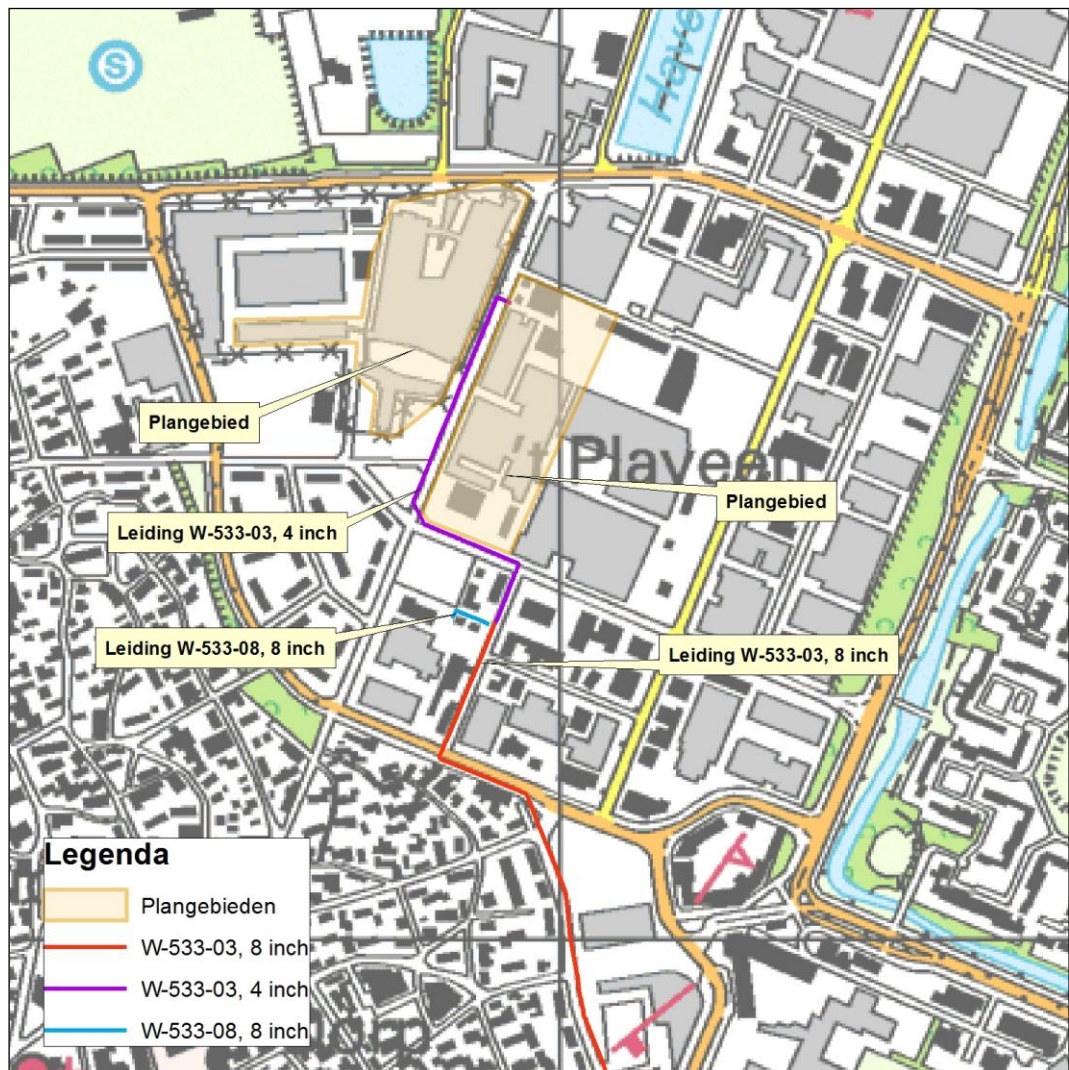 S
Have
Plangebied
't Plaveen
Plangebied
Leiding W-533-03, 4 inch
Leiding W-533-08, 8 inch
Leiding W-533-03, 8 inch
Legenda
Plangebieden
W-533-03, 8 inch
W-533-03, 4 inch
W-533-08, 8 inch